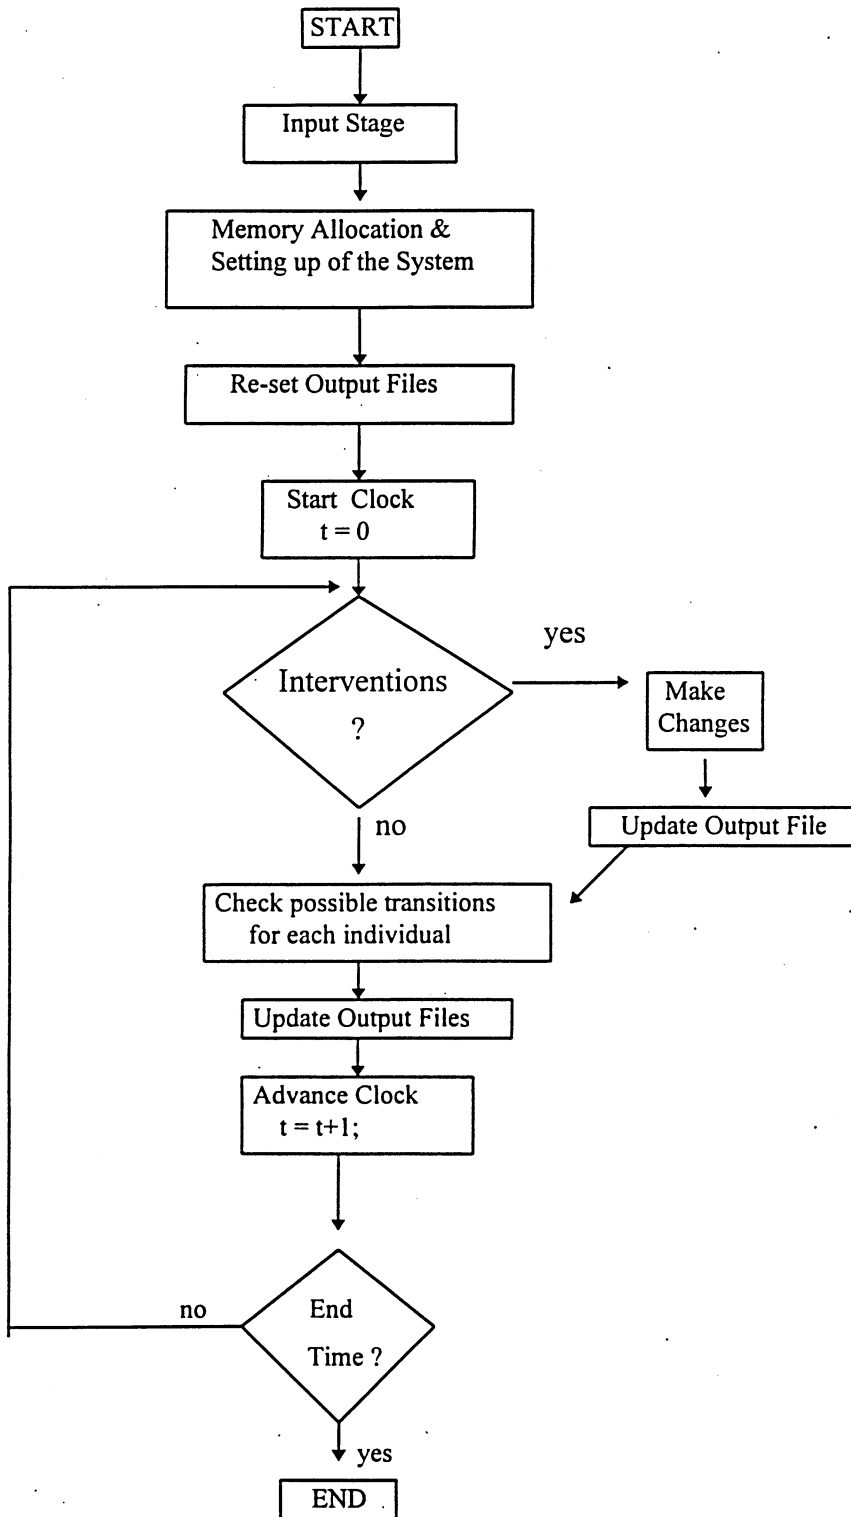 START
Input Stage
Memory Allocation &
Setting up of the System
Re-set Output Files
Start Clock
t = 0
Interventions
?
yes
Make
Changes
Update Output File
no
Check possible transitions
for each individual
Update Output Files
Advance Clock
t = t+1;
End
Time ?
no
yes
END